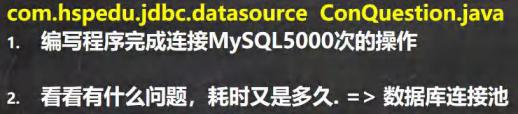 com.hspedu.jdbc.datasource ConQuestion.java
1. 编写程序完成连接MySQL5000次的操作
2. 看看有什么问题，耗时又是多久. => 数据库连接池